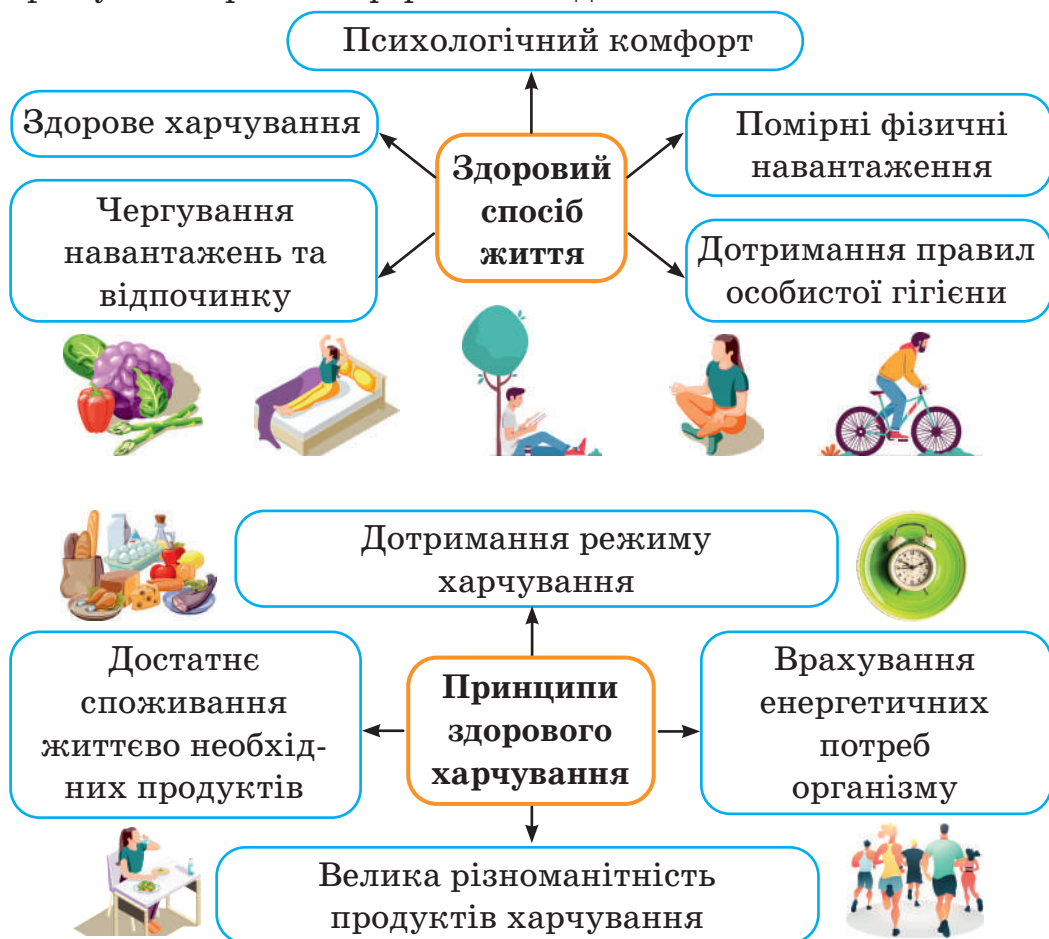 Психологічний комфорт
Здорове харчування
Помірні фізичні
навантаження
Здоровий
спосіб
життя
Чергування
навантажень та
відпочинку
Дотримання правил
особистої гігієни
Дотримання режиму
харчування
Достатнє
споживання
життєво необхід-
них продуктів
Принципи
здорового
харчування
Врахування
енергетичних
потреб
організму
Велика різноманітність
продуктів харчування